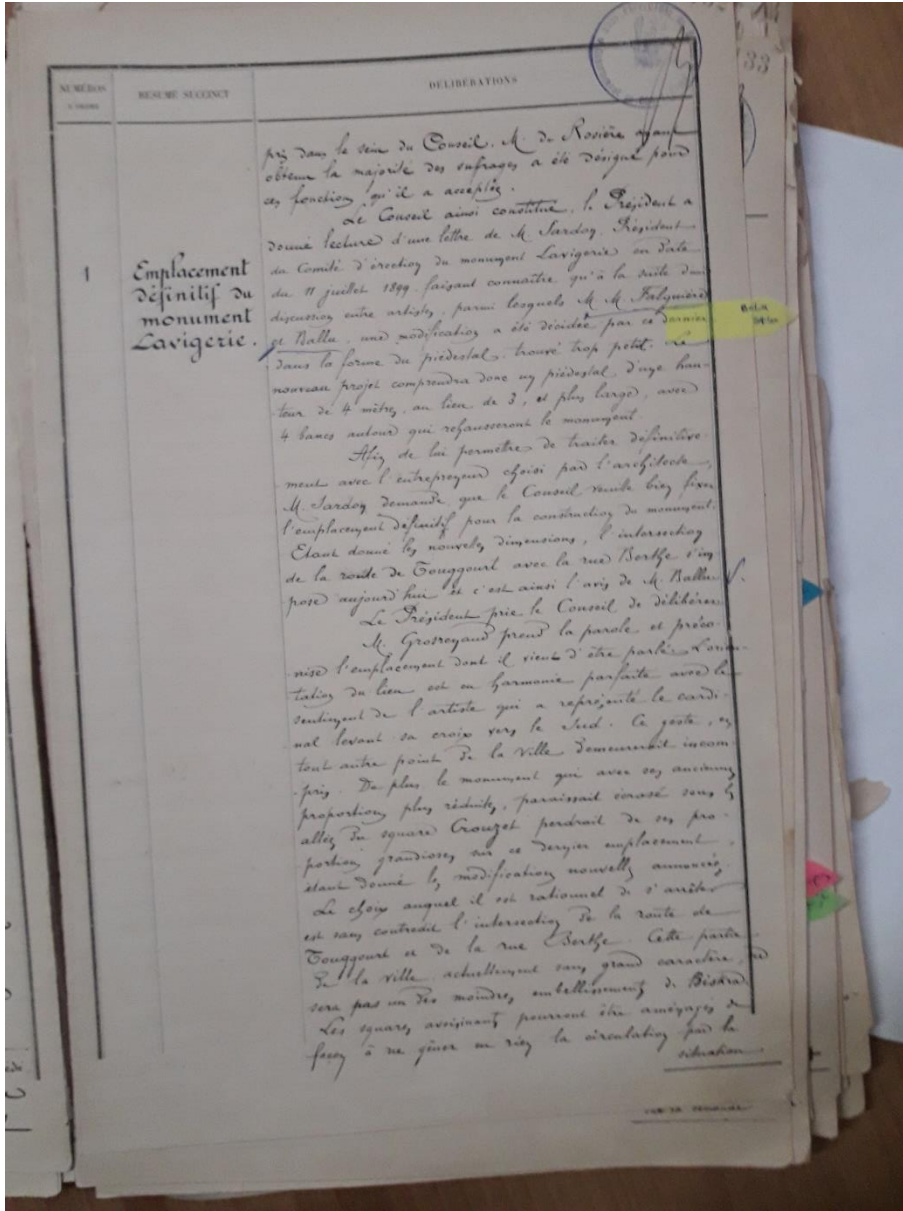 NUMÉROS
D'ORDRE
RÉSUMÉ SUCCINCT
DÉLIBÉRATIONS
33
pris dans le sein du Conseil. M. de Rosière ayant
obtenu la majorité des sufrages a été désigné pour
ces fonctions qu'il a acceptées.
Le Conseil ainsi constitué, le Président a
donné lecture d'une lettre de M. Sardon, Président
du Comité d'érection du monument Lavigerie en date
du 11 juillet 1899, faisant connaître qu'à la suite d'une
discussion entre artistes, parmi lesquels M. M. Falguière
et Ballu, une modification a été décidée par ce dernier
dans la forme du piédestal, trouvé trop petit. Le
nouveau projet comprendra donc un piédestal d'une hau-
teur de 4 mètres, au lieu de 3, et plus large, avec
4 bancs autour qui rehausseront le monument.
Afin de lui permettre de traiter définitive-
ment avec l'entrepreneur choisi par l'architecte,
M. Sardon demande que le Conseil veuille bien fixer
l'emplacement définitif pour la construction du monument.
Etant donné les nouvelles dimensions, l'intersection
de la route de Touggourt avec la rue Berthe s'im
pose aujourd'hui et c'est ainsi l'avis de M. Ballu.
Le Président prie le Conseil de délibérer
M. Grosreyaud prend la parole et préco-
nise l'emplacement dont il vient d'être parlé. L'orien-
tation du lieu est en harmonie parfaite avec le
sentiment de l'artiste qui a représenté le cardi-
nal levant sa croix vers le Sud. Ce geste, en
tout autre point de la ville demeurerait incom-
pris. De plus, le monument qui avec ses anciennes
proportions plus réduites, paraissait écrasé sous les
allées du square Crouzet perdrait de ses pro-
portions grandioses sur ce dernier emplacement,
étant donné les modifications nouvelles annoncées.
Le choix auquel il est rationnel de s'arrêter
est sans contredit l'intersection de la route de
Touggourt et de la rue Berthe. Cette partie
de la ville actuellement sans grand caractère, ne
sera pas un des moindres embellissements de Biskra.
Les squares avoisinants pourront être aménagés de
façon à ne gêner en rien la circulation par la
situation
1
Emplacement
définitif du
monument
Lavigerie.